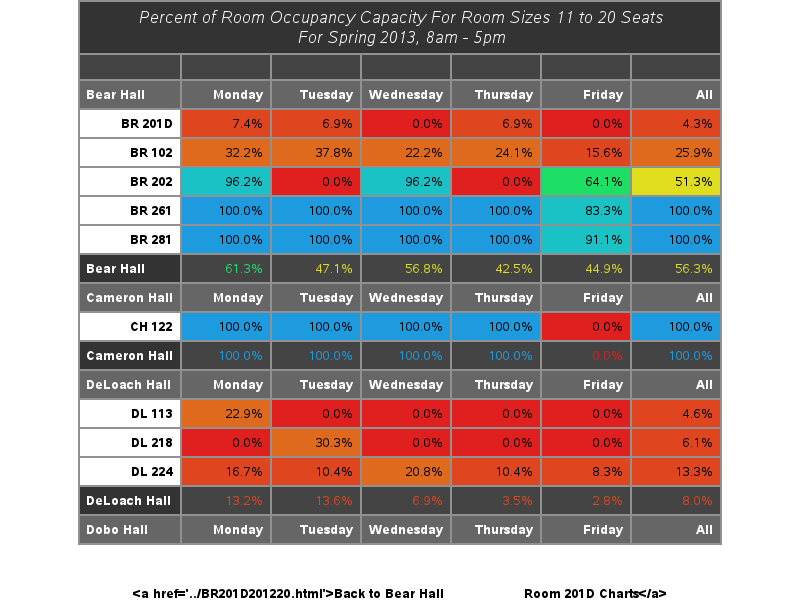 Percent of Room Occupancy Capacity For Room Sizes 11 to 20 Seats
For Spring 2013, 8am - 5pm
Bear Hall Monday Tuesday Wednesday Thursday Friday All
BR 201D 7.4% 6.9% 0.0% 6.9% 0.0% 4.3%
BR 102 32.2% 37.8% 22.2% 24.1% 15.6% 25.9%
BR 202 96.2% 0.0% 96.2% 0.0% 64.1% 51.3%
BR 261 100.0% 100.0% 100.0% 100.0% 83.3% 100.0%
BR 281 100.0% 100.0% 100.0% 100.0% 91.1% 100.0%
Bear Hall 61.3% 47.1% 56.8% 42.5% 44.9% 56.3%
Cameron Hall Monday Tuesday Wednesday Thursday Friday All
CH 122 100.0% 100.0% 100.0% 100.0% 0.0% 100.0%
Cameron Hall 100.0% 100.0% 100.0% 100.0% 0.0% 100.0%
DeLoach Hall Monday Tuesday Wednesday Thursday Friday All
DL 113 22.9% 0.0% 0.0% 0.0% 0.0% 4.6%
DL 218 0.0% 30.3% 0.0% 0.0% 0.0% 6.1%
DL 224 16.7% 10.4% 20.8% 10.4% 8.3% 13.3%
DeLoach Hall 13.2% 13.6% 6.9% 3.5% 2.8% 8.0%
Dobo Hall Monday Tuesday Wednesday Thursday Friday All
<a href='../BR201D201220.html'>Back to Bear Hall Room 201D Charts</a>